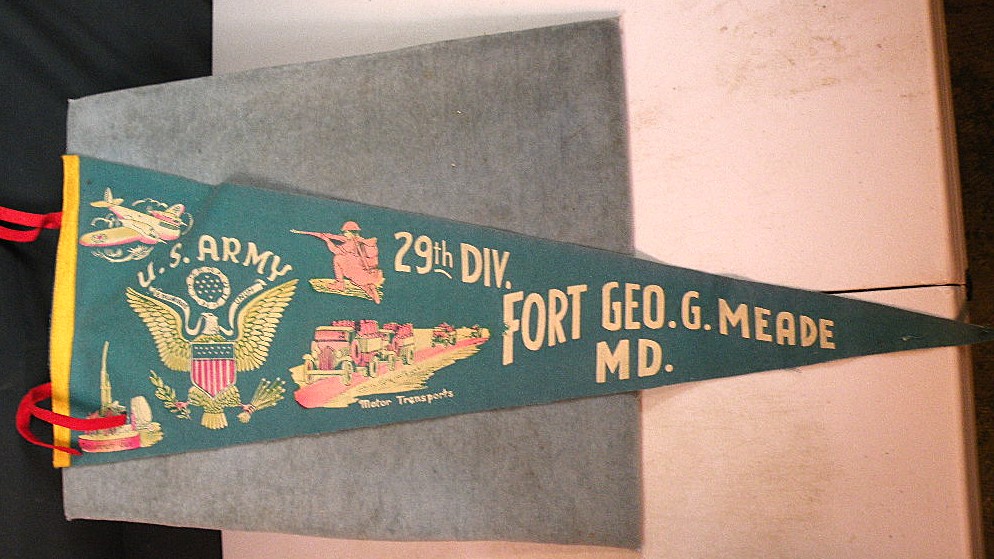 U.S. ARMY
29th DIV.
FORT GEO. G. MEADE
MD.
Motor Transports